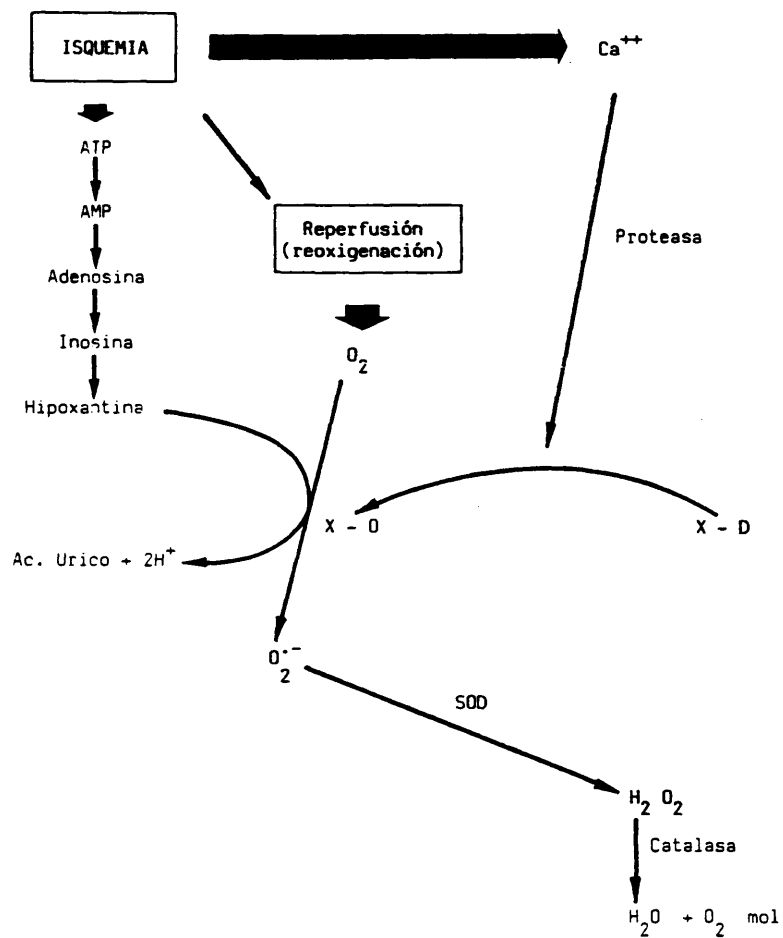 ISQUEMIA
Ca++
ATP
AMP
Reperfusión
(reoxigenación)
Proteasa
Adenosina
Inosina
O2
Hipoxantina
X - O
X - D
Ac. Urico + 2H+
O2·-
SOD
H2 O2
Catalasa
H2O + O2 mol